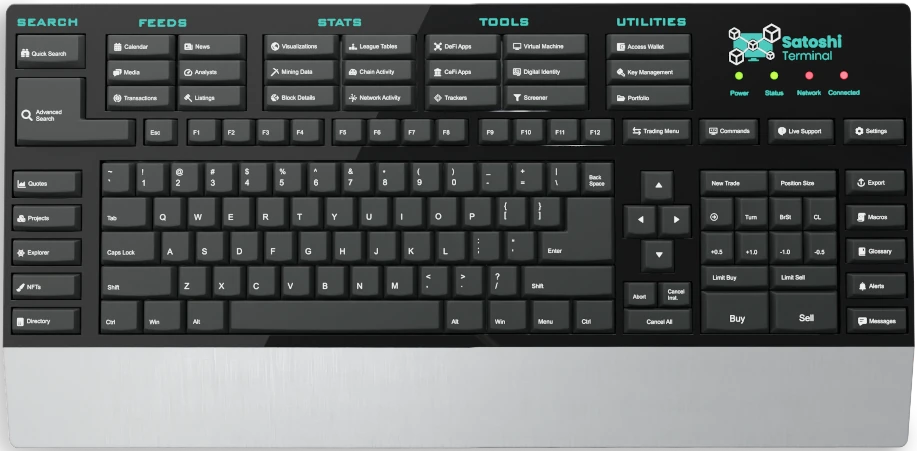 SEARCH FEEDS STATS TOOLS UTILITIES
Quick Search Calendar News Visualizations League Tables DeFi Apps Virtual Machine Access Wallet
Satoshi
Terminal
Media Analysts Mining Data Chain Activity CeFi Apps Digital Identity Key Management
Transactions Listings Block Details Network Activity Trackers Screener Portfolio
Power Status Network Connected
Advanced
Search
Esc F1 F2 F3 F4 F5 F6 F7 F8 F9 F10 F11 F12 Trading Menu Commands Live Support Settings
Quotes ~ ! @ # $ % ^ & * ( ) _ + | Back
` 1 2 3 4 5 6 7 8 9 0 - = \ Space
New Trade Position Size Export
Projects Tab Q W E R T Y U I O P { }
[ ]
Turn BrSt CL Macros
Explorer Caps Lock A S D F G H J K L : "
; '
Enter +0.5 +1.0 -1.0 -0.5 Glossary
NFTs Shift Z X C V B N M < > ?
, . /
Shift Abort Cancel
Inst.
Limit Buy Limit Sell Alerts
Directory Ctrl Win Alt Alt Win Menu Ctrl Cancel All Buy Sell Messages